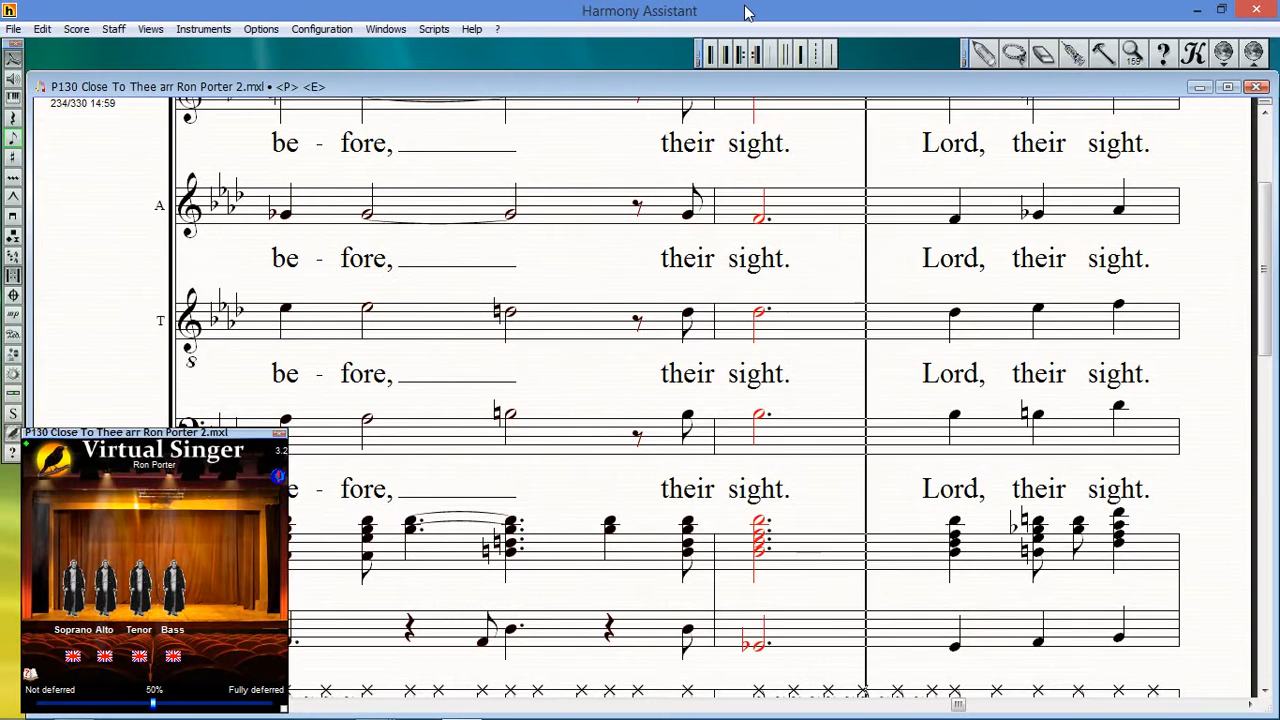 Harmony Assistant
File Edit Score Staff Views Instruments Options Configuration Windows Scripts Help ?
P130 Close To Thee arr Ron Porter 2.mxl • <P> <E>
234/330 14:59
be - fore, their sight. Lord, their sight.
A
be - fore, their sight. Lord, their sight.
T
8
be - fore, their sight. Lord, their sight.
P130 Close To Thee arr Ron Porter 2.mxl
Virtual Singer
3.2
Ron Porter
e - fore, their sight. Lord, their sight.
Soprano Alto Tenor Bass
Not deferred 50% Fully deferred